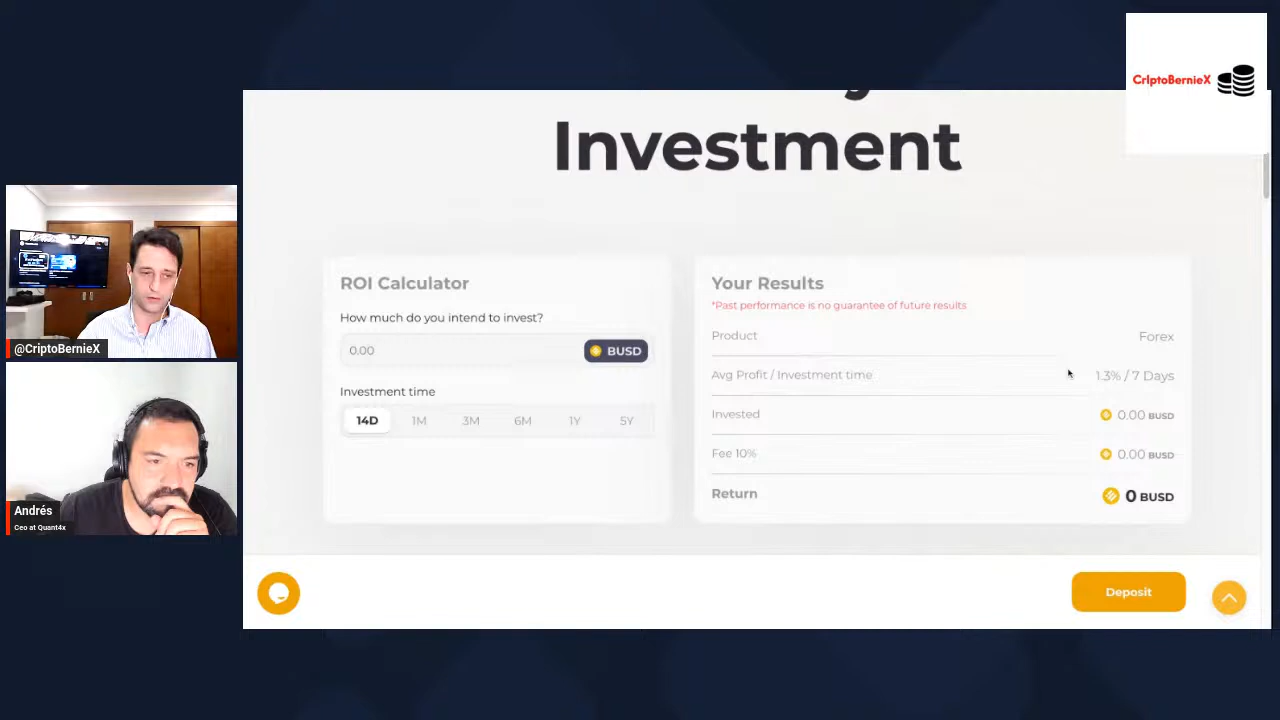 CrIptoBernieX
Investment
ROI Calculator
How much do you intend to invest?
0.00
BUSD
Investment time
14D 1M 3M 6M 1Y 5Y
Your Results
*Past performance is no guarantee of future results
Product Forex
Avg Profit / Investment time 1.3% / 7 Days
Invested 0.00 BUSD
Fee 10% 0.00 BUSD
Return 0 BUSD
Deposit
@CriptoBernieX
Andrés
Ceo at Quant4x